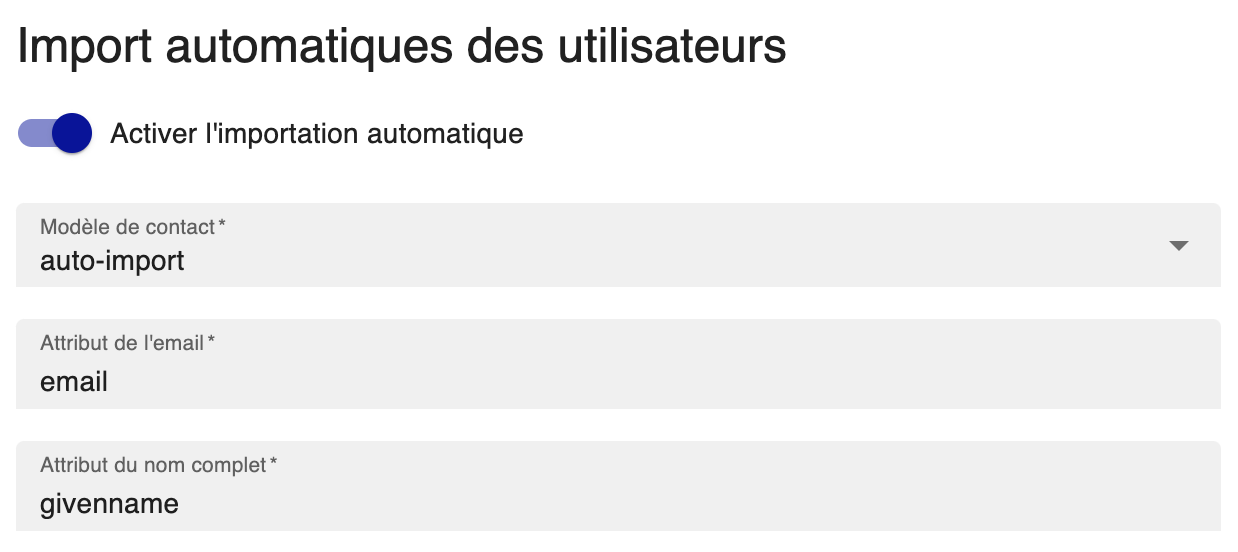 Import automatiques des utilisateurs
Activer l'importation automatique
Modèle de contact *
auto-import
Attribut de l'email *
email
Attribut du nom complet *
givenname